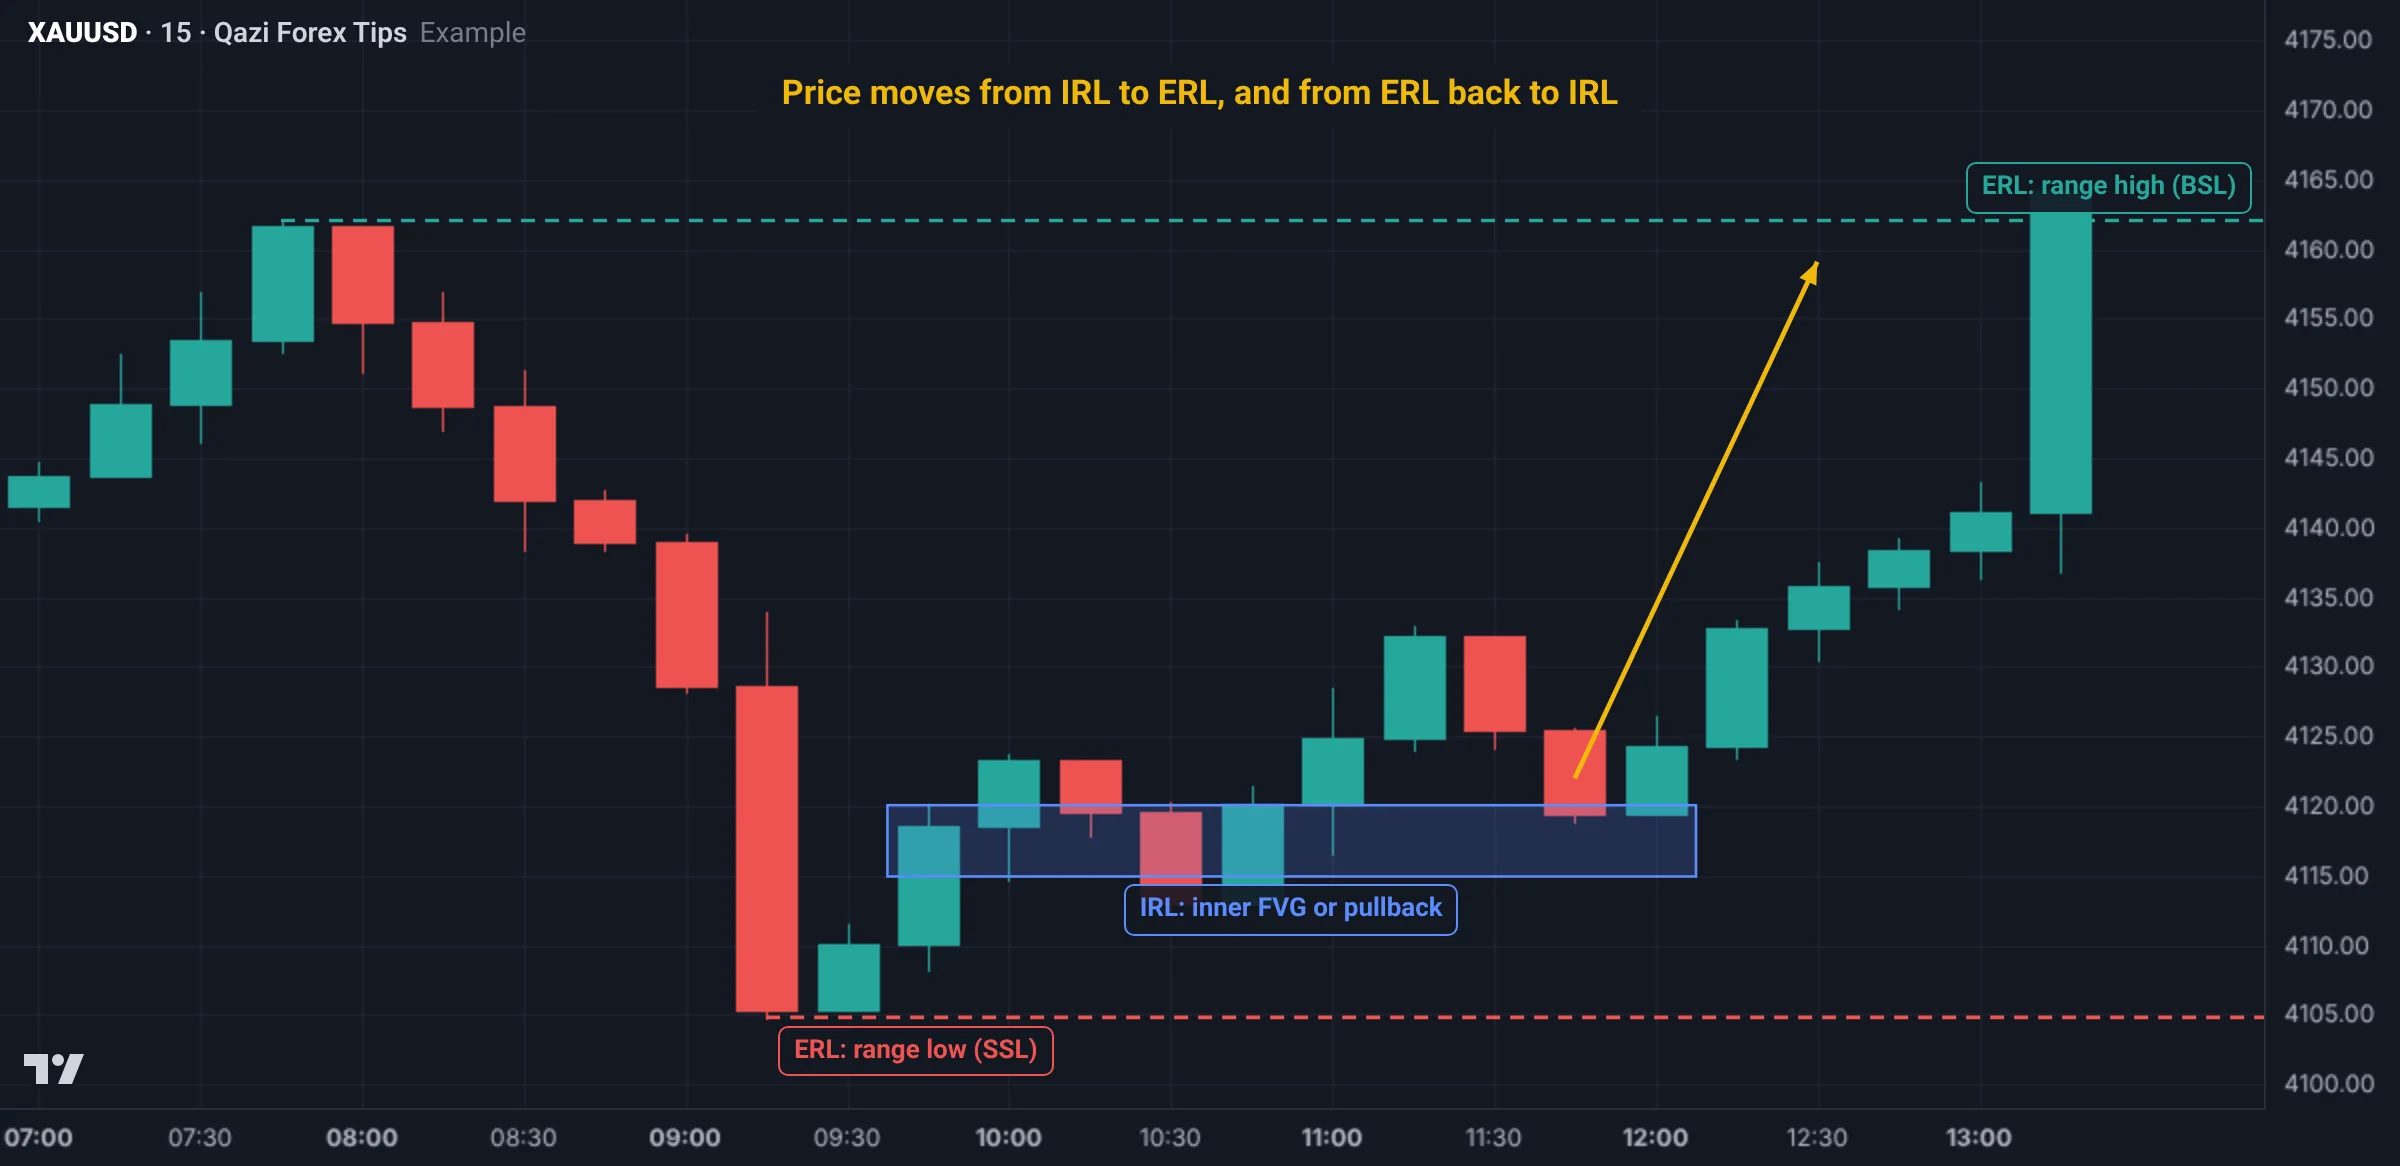 XAUUSD · 15 · Qazi Forex Tips Example
Price moves from IRL to ERL, and from ERL back to IRL
ERL: range high (BSL)
IRL: inner FVG or pullback
ERL: range low (SSL)
4175.00
4170.00
4165.00
4160.00
4155.00
4150.00
4145.00
4140.00
4135.00
4130.00
4125.00
4120.00
4115.00
4110.00
4105.00
4100.00
07:00 07:30 08:00 08:30 09:00 09:30 10:00 10:30 11:00 11:30 12:00 12:30 13:00